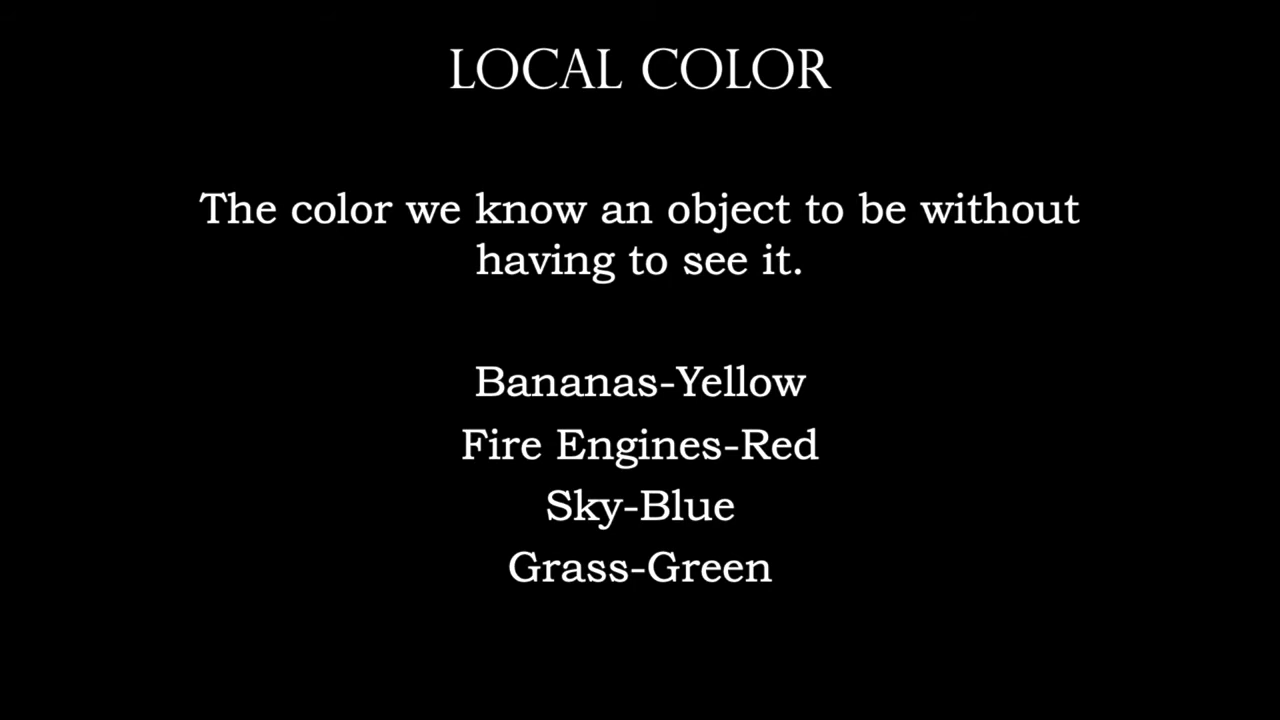 LOCAL COLOR
The color we know an object to be without
having to see it.
Bananas-Yellow
Fire Engines-Red
Sky-Blue
Grass-Green